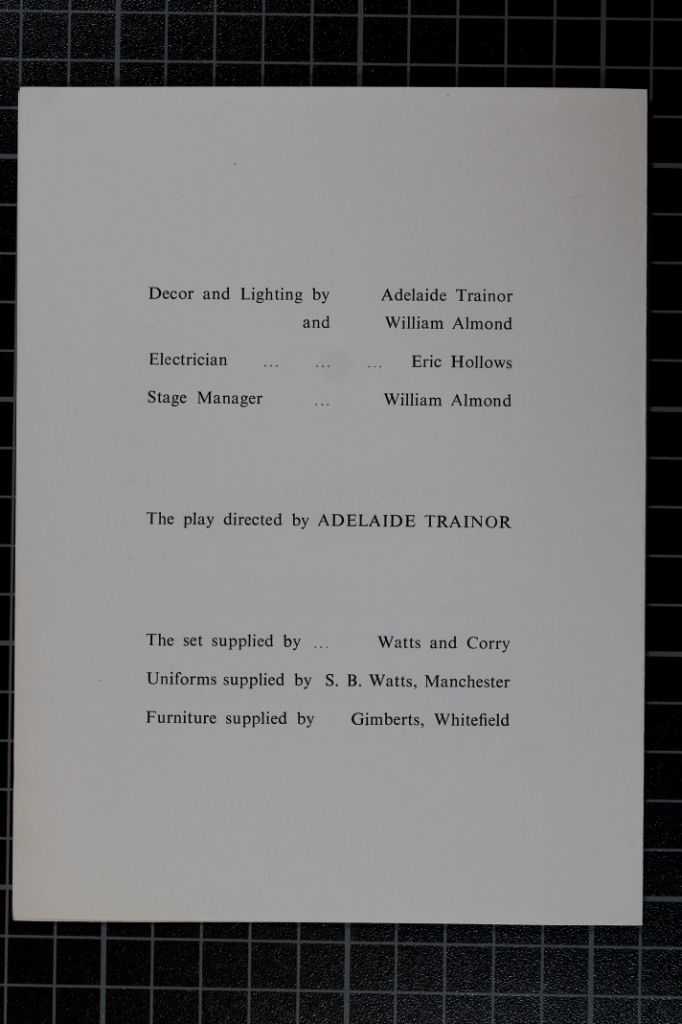 Decor and Lighting by Adelaide Trainor
and William Almond
Electrician ... ... ... Eric Hollows
Stage Manager ... William Almond
The play directed by ADELAIDE TRAINOR
The set supplied by ... Watts and Corry
Uniforms supplied by S. B. Watts, Manchester
Furniture supplied by Gimberts, Whitefield